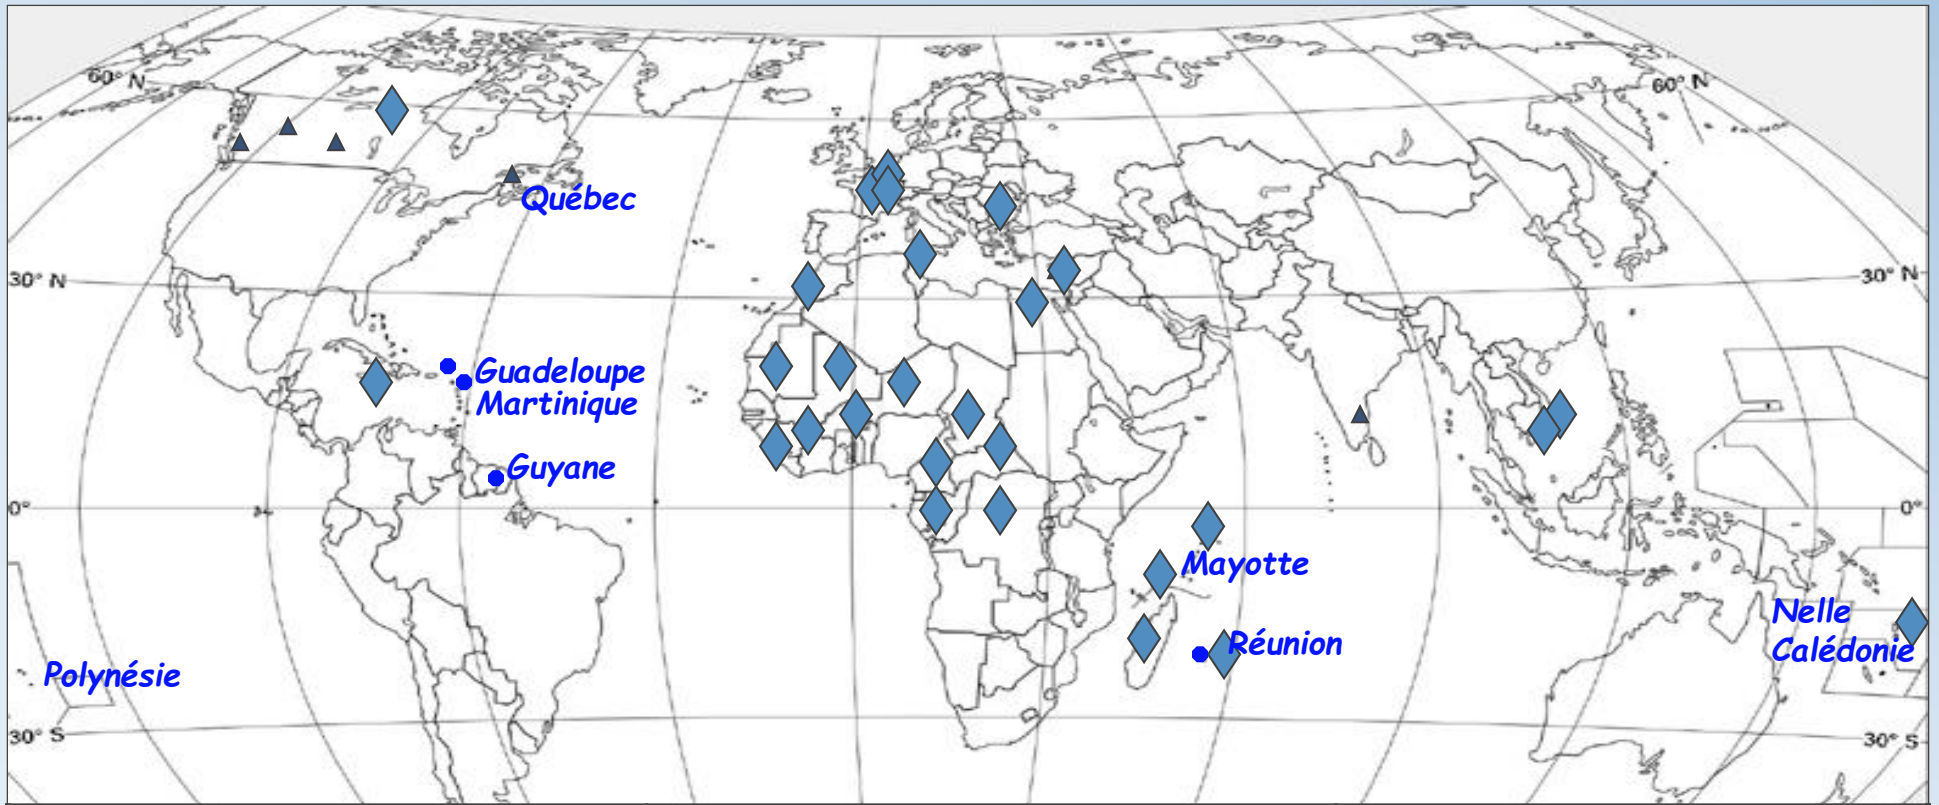 60° N
60° N
Québec
30° N
30° N
Guadeloupe
Martinique
Guyane
0°
0°
Mayotte
Nelle
Calédonie
Réunion
Polynésie
30° S
30° S